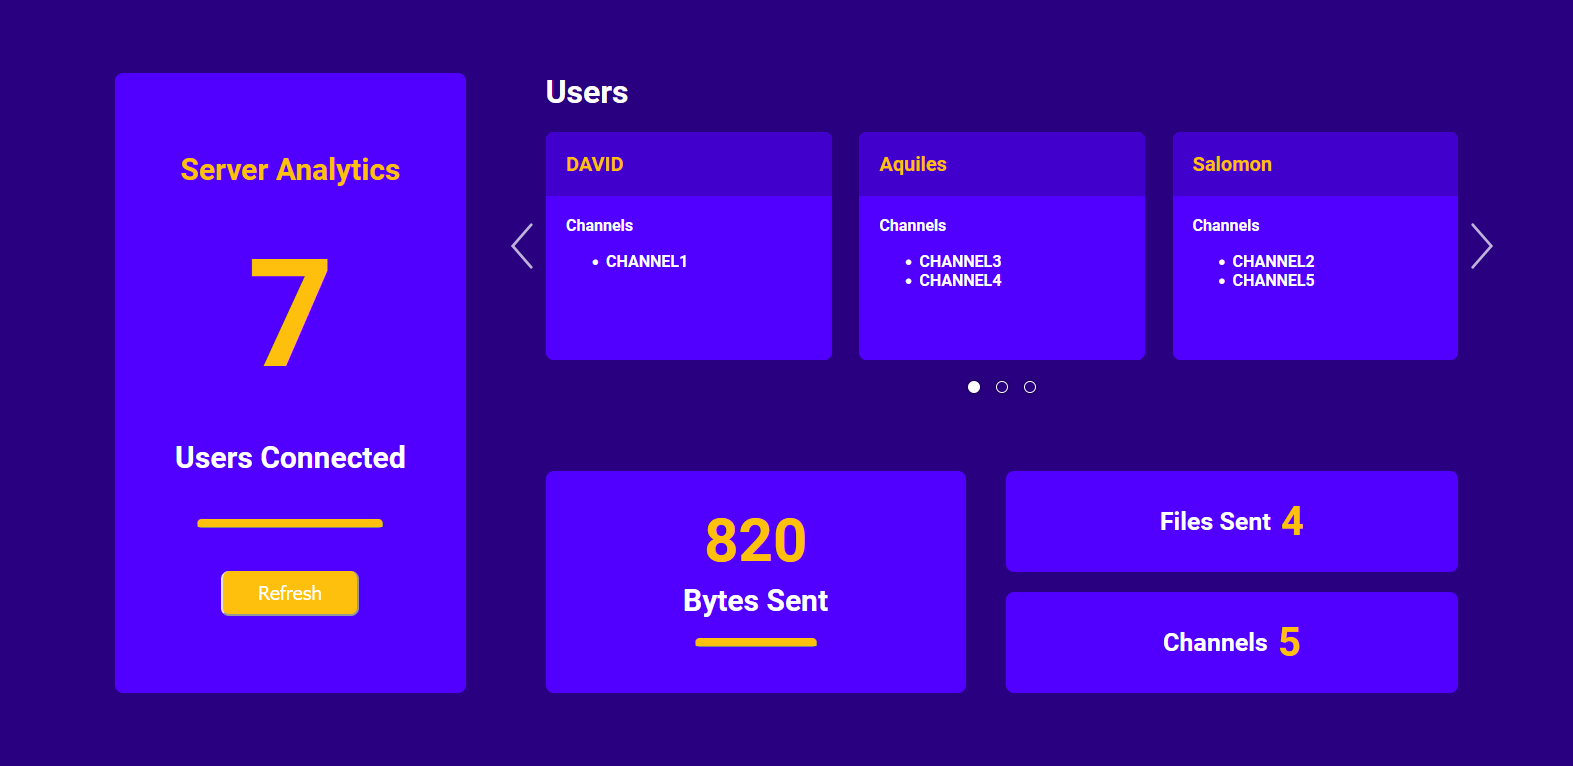 Server Analytics
7
Users Connected
Refresh
Users
DAVID
Channels
• CHANNEL1
Aquiles
Channels
• CHANNEL3
• CHANNEL4
Salomon
Channels
• CHANNEL2
• CHANNEL5
820
Bytes Sent
Files Sent 4
Channels 5